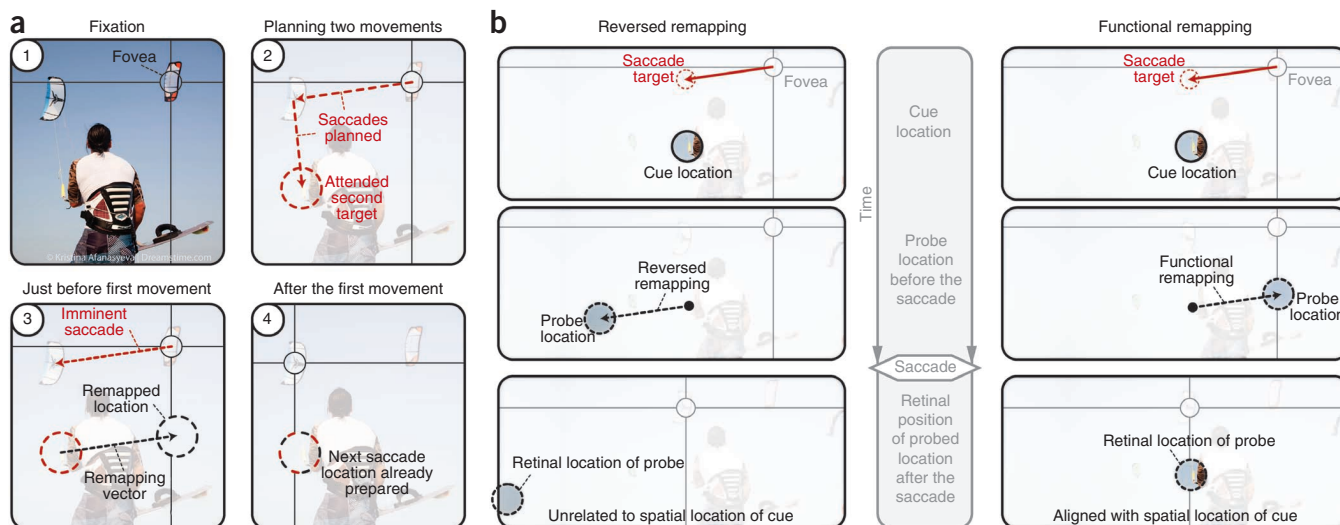 a
Fixation
1
Fovea
© Kristina Afanasyeva | Dreamstime.com
Planning two movements
2
Saccades
planned
Attended
second
target
Just before first movement
3
Imminent
saccade
Remapped
location
Remapping
vector
After the first movement
4
Next saccade
location already
prepared
b
Reversed remapping
Saccade
target
Fovea
Cue location
Reversed
remapping
Probe
location
Retinal location of probe
Unrelated to spatial location of cue
Time
Cue
location
Probe
location
before the
saccade
Saccade
Retinal
position
of probed
location
after the
saccade
Functional remapping
Saccade
target
Fovea
Cue location
Functional
remapping
Probe
location
Retinal location of probe
Aligned with spatial location of cue